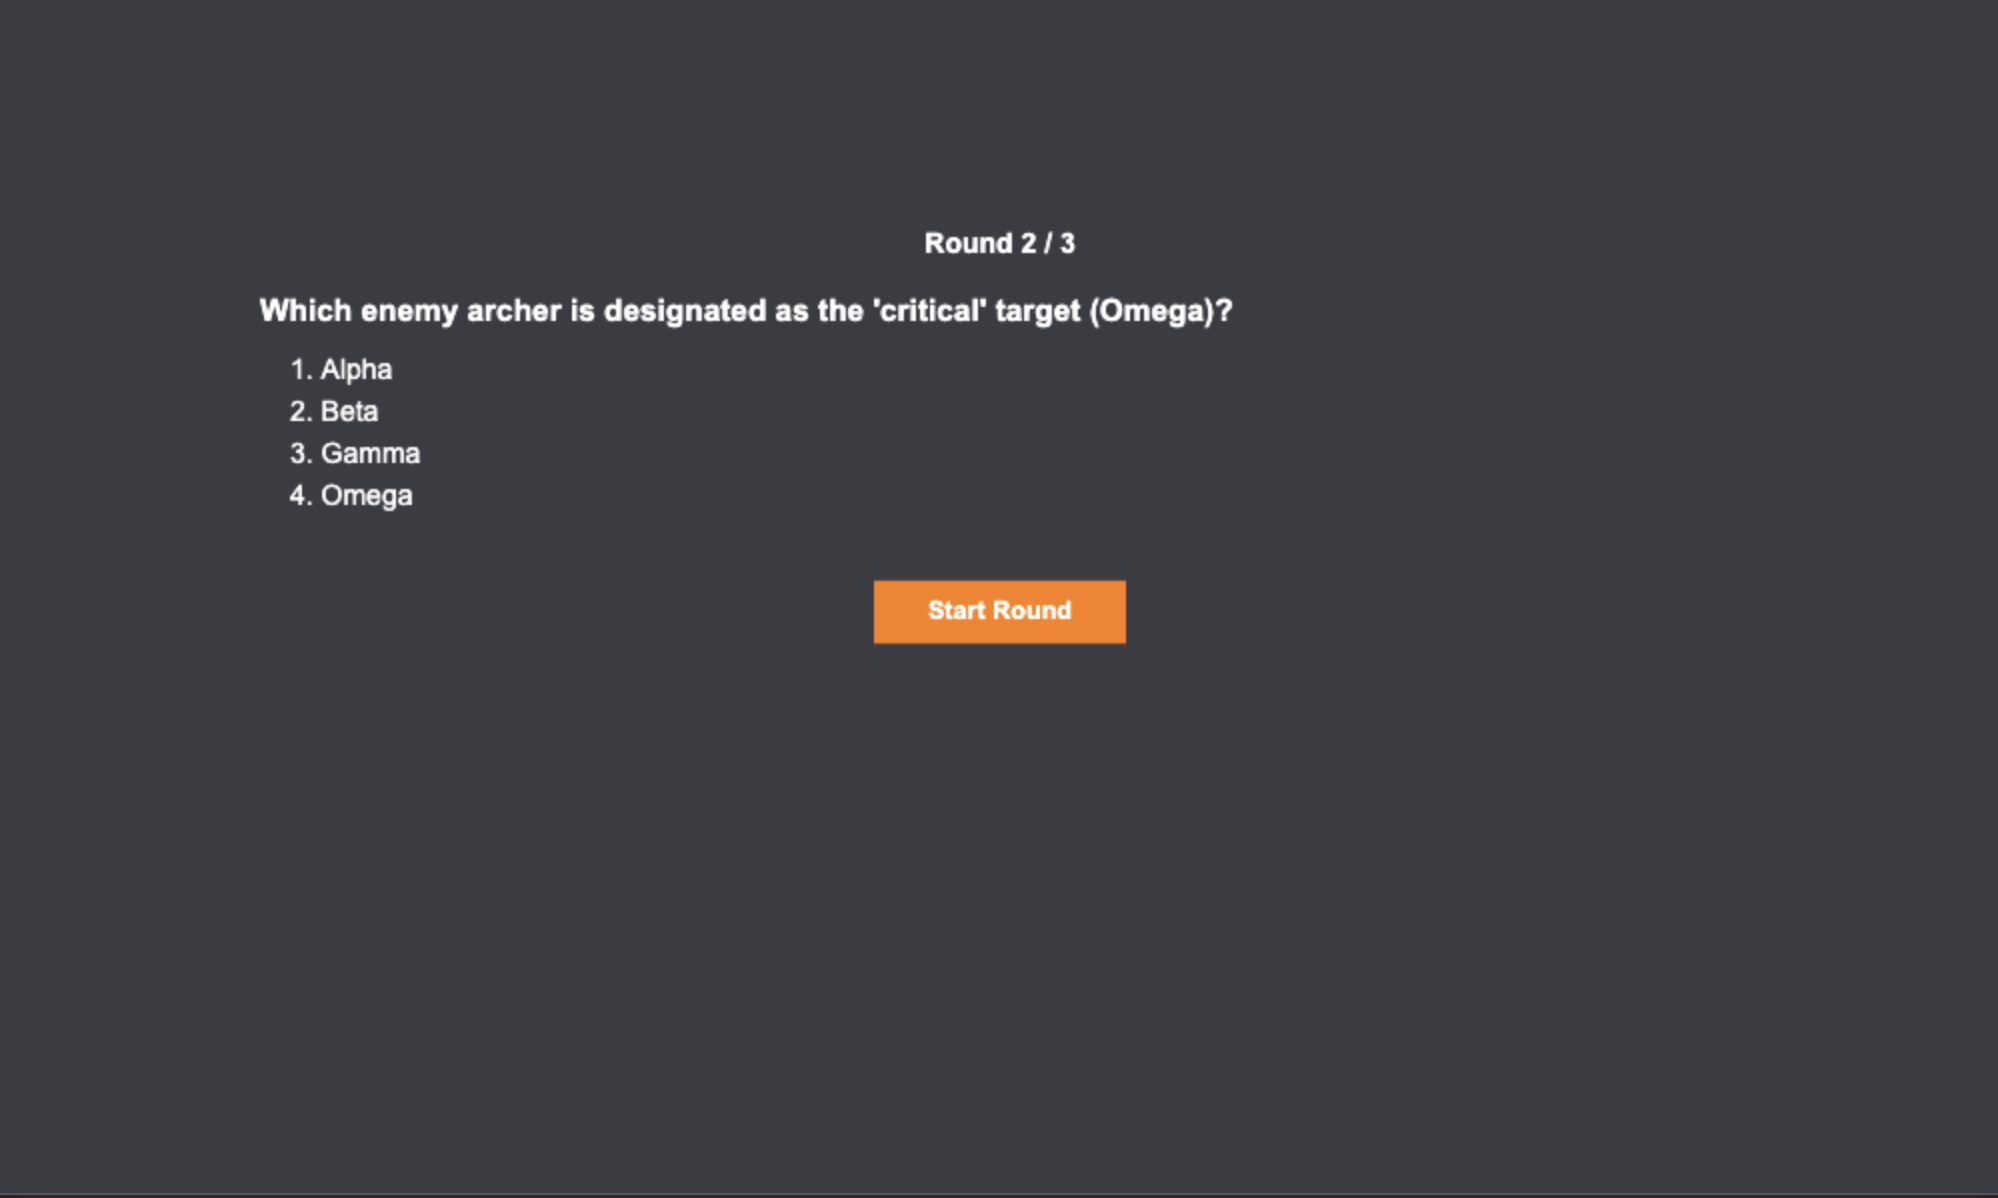 Round 2 / 3
Which enemy archer is designated as the 'critical' target (Omega)?
1. Alpha
2. Beta
3. Gamma
4. Omega
Start Round